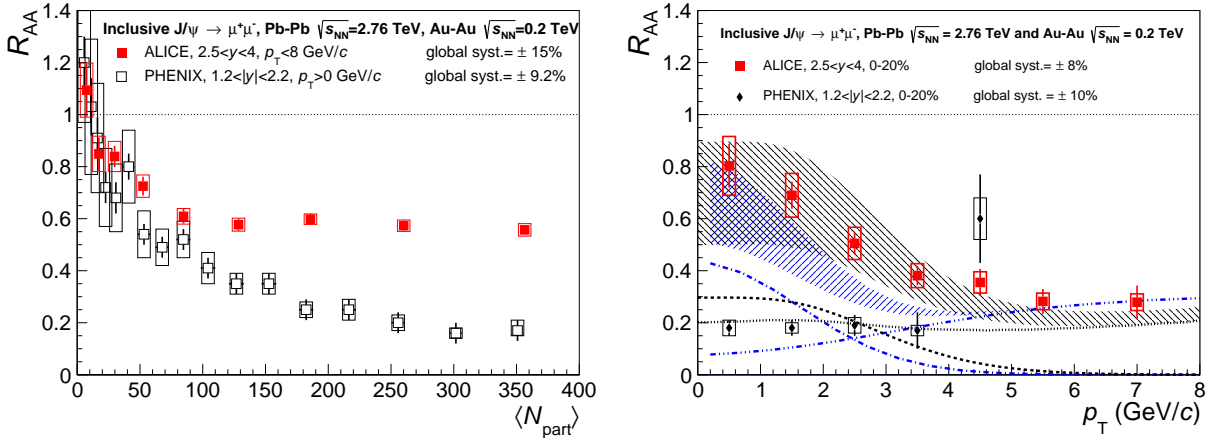 Inclusive J/ψ → μ⁺μ⁻, Pb-Pb √s_NN=2.76 TeV, Au-Au √s_NN=0.2 TeV
ALICE, 2.5<y<4, p_T<8 GeV/c global syst.= ± 15%
PHENIX, 1.2<|y|<2.2, p_T>0 GeV/c global syst.= ± 9.2%
R_AA
1.4
1.2
1
0.8
0.6
0.4
0.2
0
0 50 100 150 200 250 300 350 400
⟨N_part⟩
Inclusive J/ψ → μ⁺μ⁻, Pb-Pb √s_NN = 2.76 TeV and Au-Au √s_NN = 0.2 TeV
ALICE, 2.5<y<4, 0-20% global syst.= ± 8%
PHENIX, 1.2<|y|<2.2, 0-20% global syst. = ± 10%
R_AA
1.4
1.2
1
0.8
0.6
0.4
0.2
0
0 1 2 3 4 5 6 7 8
p_T (GeV/c)